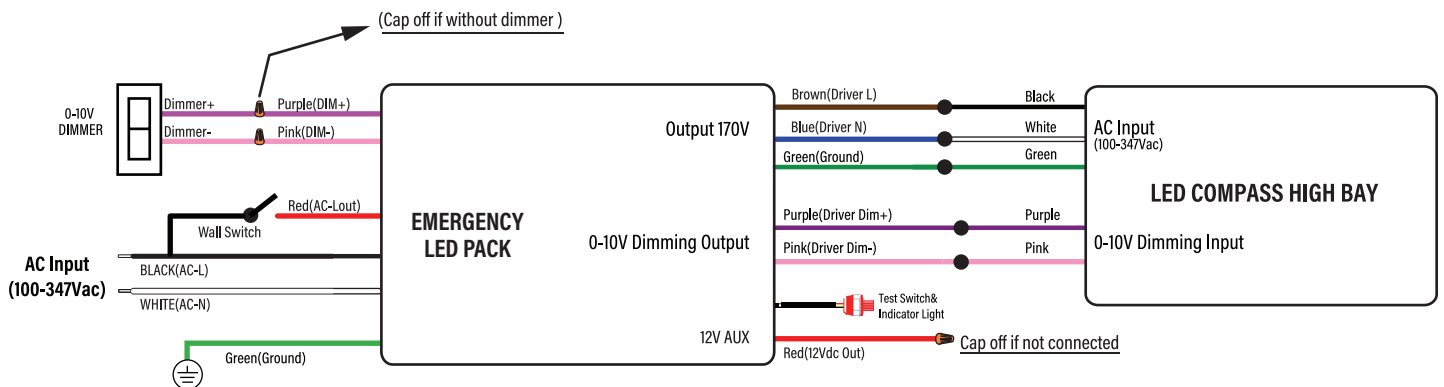 (Cap off if without dimmer )
0-10V
DIMMER
Dimmer+
Purple(DIM+)
Dimmer-
Pink(DIM-)
Red(AC-Lout)
Wall Switch
AC Input
(100-347Vac)
BLACK(AC-L)
WHITE(AC-N)
Green(Ground)
EMERGENCY
LED PACK
Output 170V
0-10V Dimming Output
12V AUX
Brown(Driver L)
Black
Blue(Driver N)
White
Green(Ground)
Green
Purple(Driver Dim+)
Purple
Pink(Driver Dim-)
Pink
Test Switch&
Indicator Light
Red(12Vdc Out)
Cap off if not connected
AC Input
(100-347Vac)
LED COMPASS HIGH BAY
0-10V Dimming Input